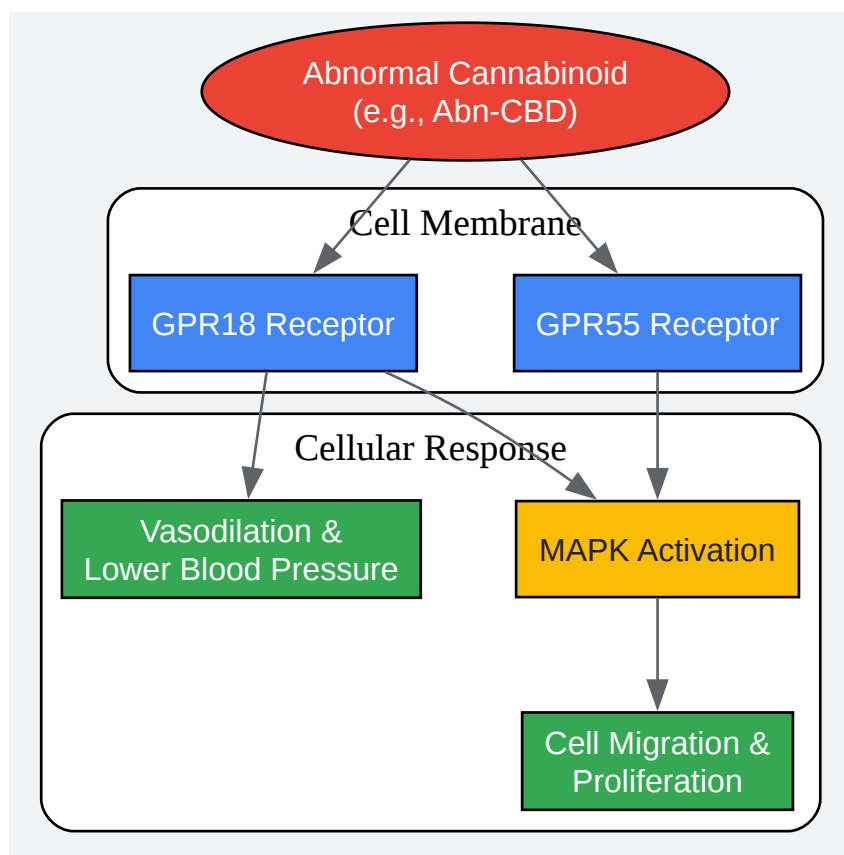 Abnormal Cannabinoid
(e.g., Abn-CBD)
Cell Membrane
GPR18 Receptor
GPR55 Receptor
Cellular Response
Vasodilation &
Lower Blood Pressure
MAPK Activation
Cell Migration &
Proliferation